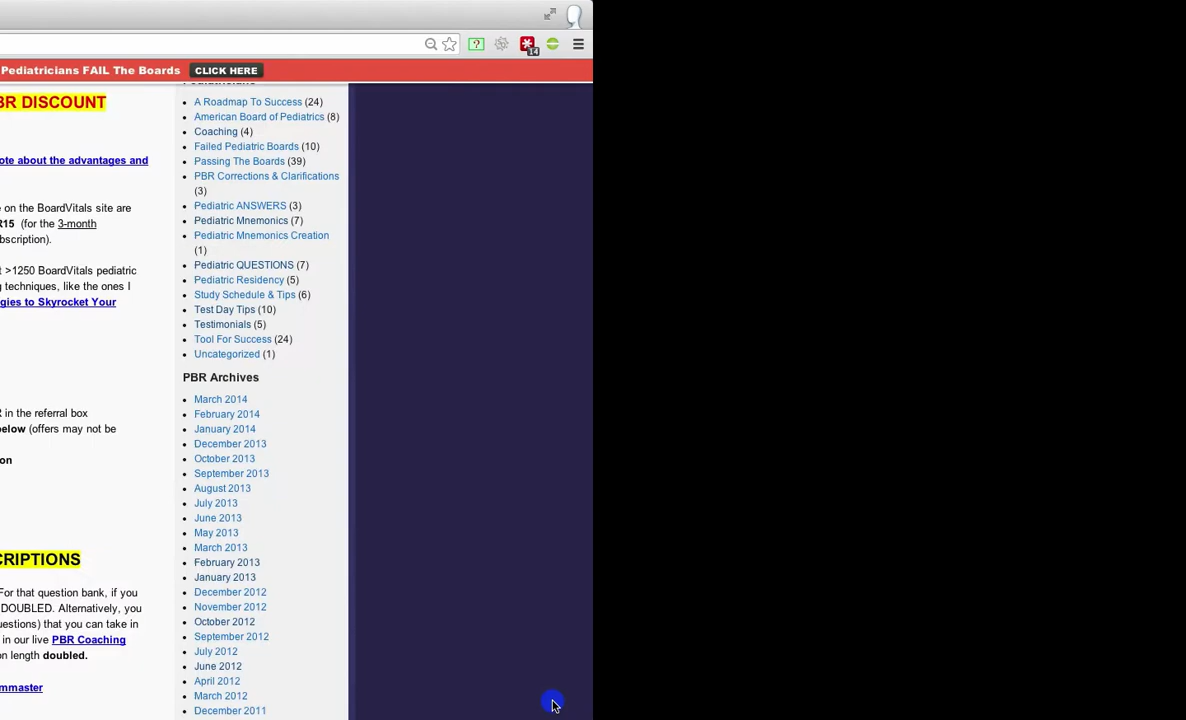 14
Pediatricians FAIL The Boards CLICK HERE
BR DISCOUNT
ote about the advantages and
e on the BoardVitals site are
R15 (for the 3-month
bscription).
t >1250 BoardVitals pediatric
g techniques, like the ones I
gies to Skyrocket Your
R in the referral box
below (offers may not be
on
CRIPTIONS
For that question bank, if you
DOUBLED. Alternatively, you
uestions) that you can take in
in our live PBR Coaching
on length doubled.
mmaster
A Roadmap To Success (24)
American Board of Pediatrics (8)
Coaching (4)
Failed Pediatric Boards (10)
Passing The Boards (39)
PBR Corrections & Clarifications
(3)
Pediatric ANSWERS (3)
Pediatric Mnemonics (7)
Pediatric Mnemonics Creation
(1)
Pediatric QUESTIONS (7)
Pediatric Residency (5)
Study Schedule & Tips (6)
Test Day Tips (10)
Testimonials (5)
Tool For Success (24)
Uncategorized (1)
PBR Archives
March 2014
February 2014
January 2014
December 2013
October 2013
September 2013
August 2013
July 2013
June 2013
May 2013
March 2013
February 2013
January 2013
December 2012
November 2012
October 2012
September 2012
July 2012
June 2012
April 2012
March 2012
December 2011